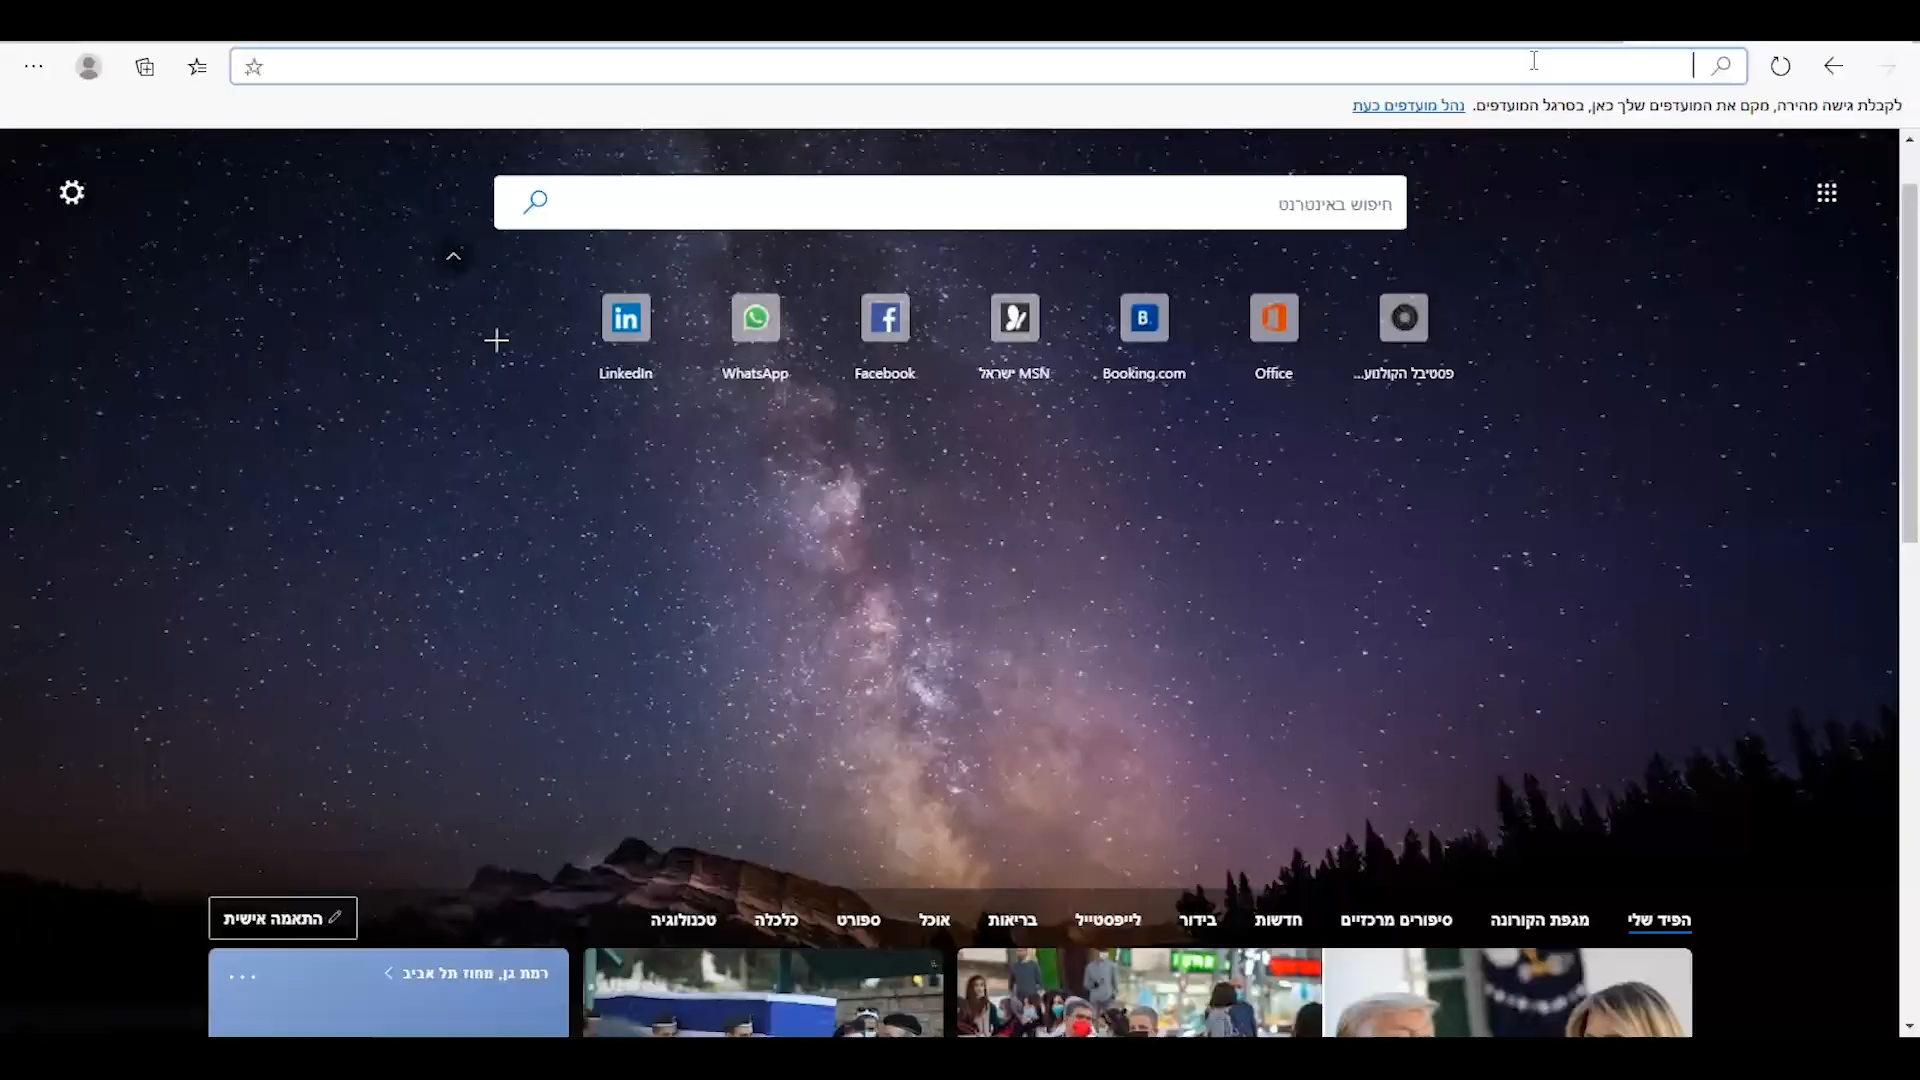 לקבלת גישה מהירה, מקם את המועדפים שלך כאן, בסרגל המועדפים. נהל מועדפים כעת
חיפוש באינטרנט
פסטיבל הקולנוע...
Office
Booking.com
MSN ישראל
Facebook
WhatsApp
LinkedIn
הפיד שלי
מגפת הקורונה
סיפורים מרכזיים
חדשות
בידור
לייפסטייל
בריאות
אוכל
ספורט
כלכלה
טכנולוגיה
התאמה אישית
רמת גן, מחוז תל אביב